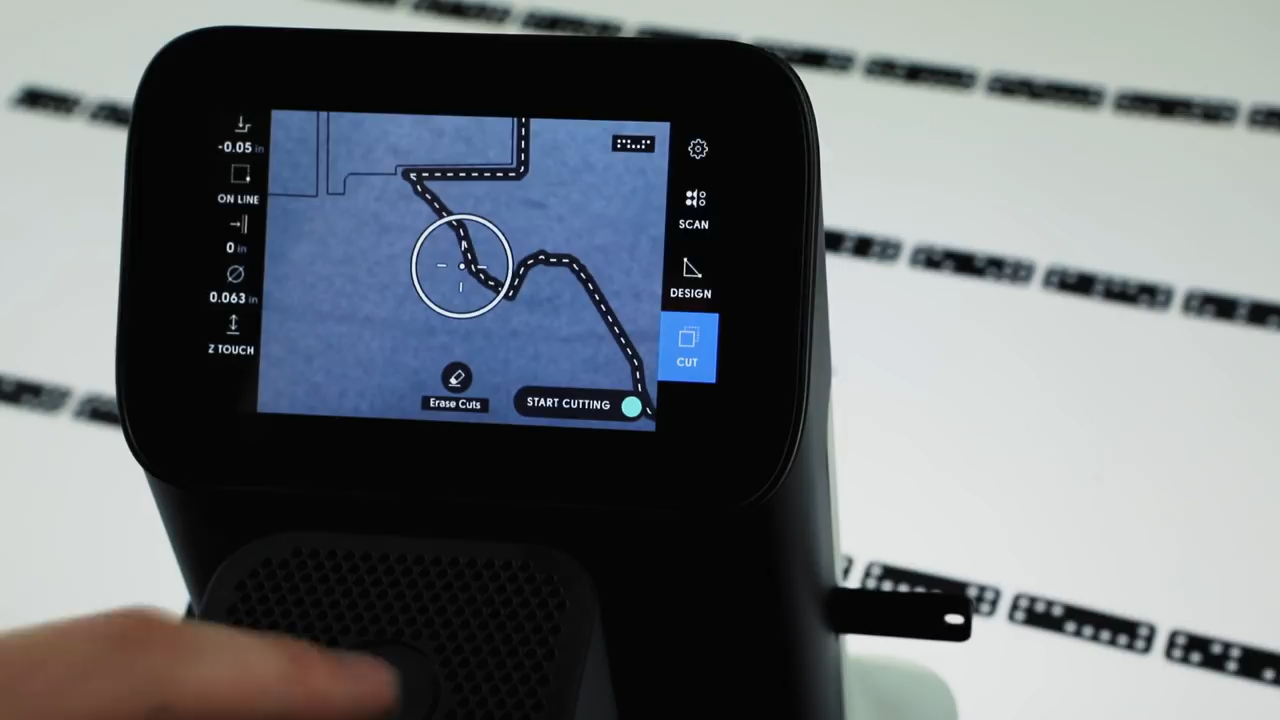 -0.05 in
ON LINE
0 in
0.063 in
Z TOUCH
SCAN
DESIGN
CUT
Erase Cuts
START CUTTING